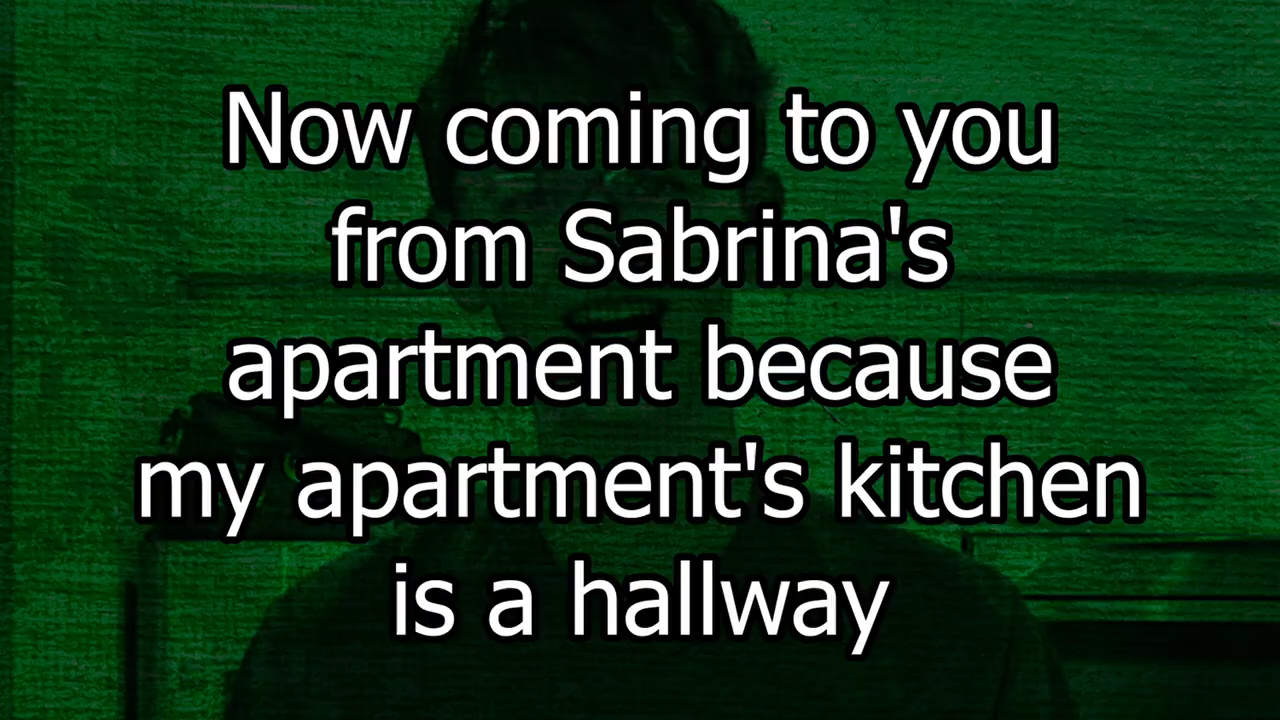 Now coming to you
from Sabrina's
apartment because
my apartment's kitchen
is a hallway